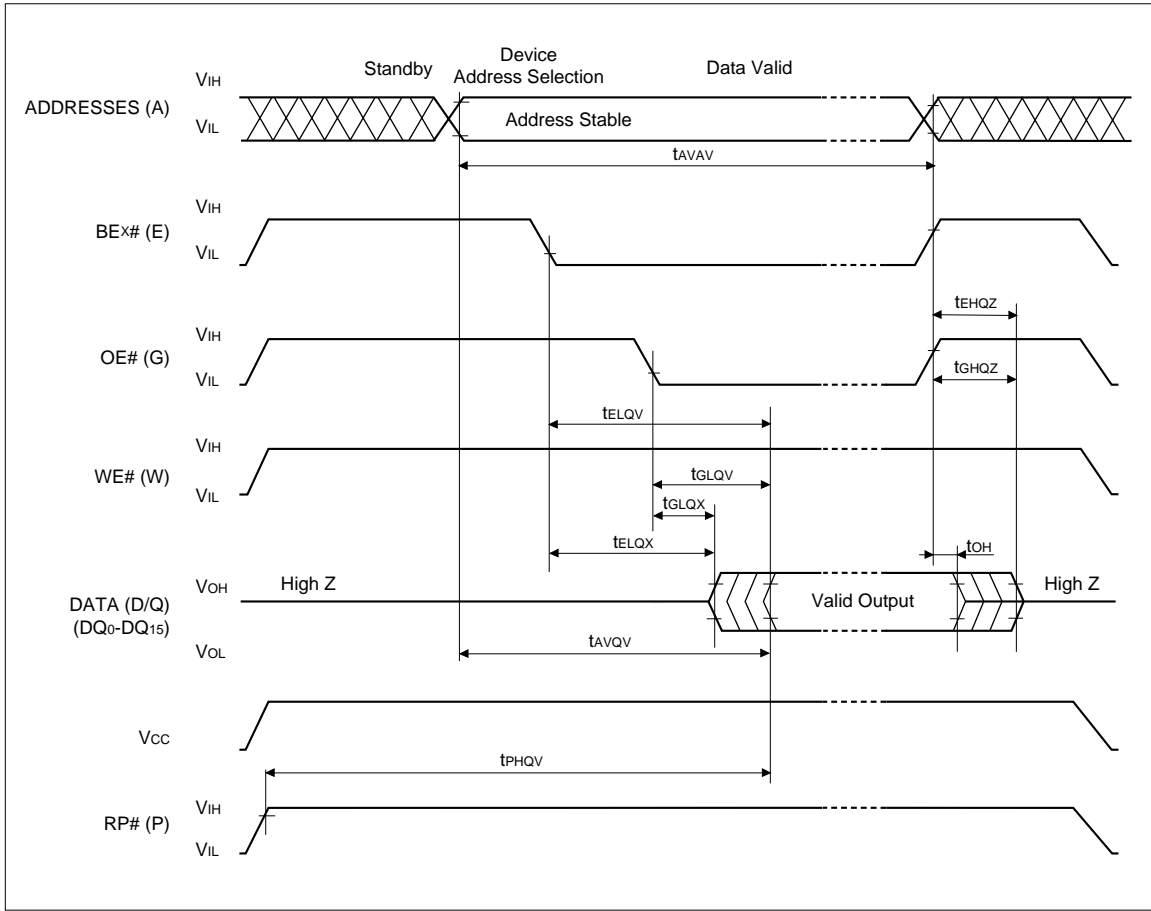 Standby
Device
Address Selection
Data Valid
ADDRESSES (A)
VIH
VIL
Address Stable
tAVAV
BEX# (E)
VIH
VIL
tEHQZ
OE# (G)
VIH
VIL
tGHQZ
tELQV
WE# (W)
VIH
VIL
tGLQV
tGLQX
tELQX
tOH
DATA (D/Q)
(DQ0-DQ15)
VOH
VOL
High Z
Valid Output
High Z
tAVQV
VCC
tPHQV
RP# (P)
VIH
VIL